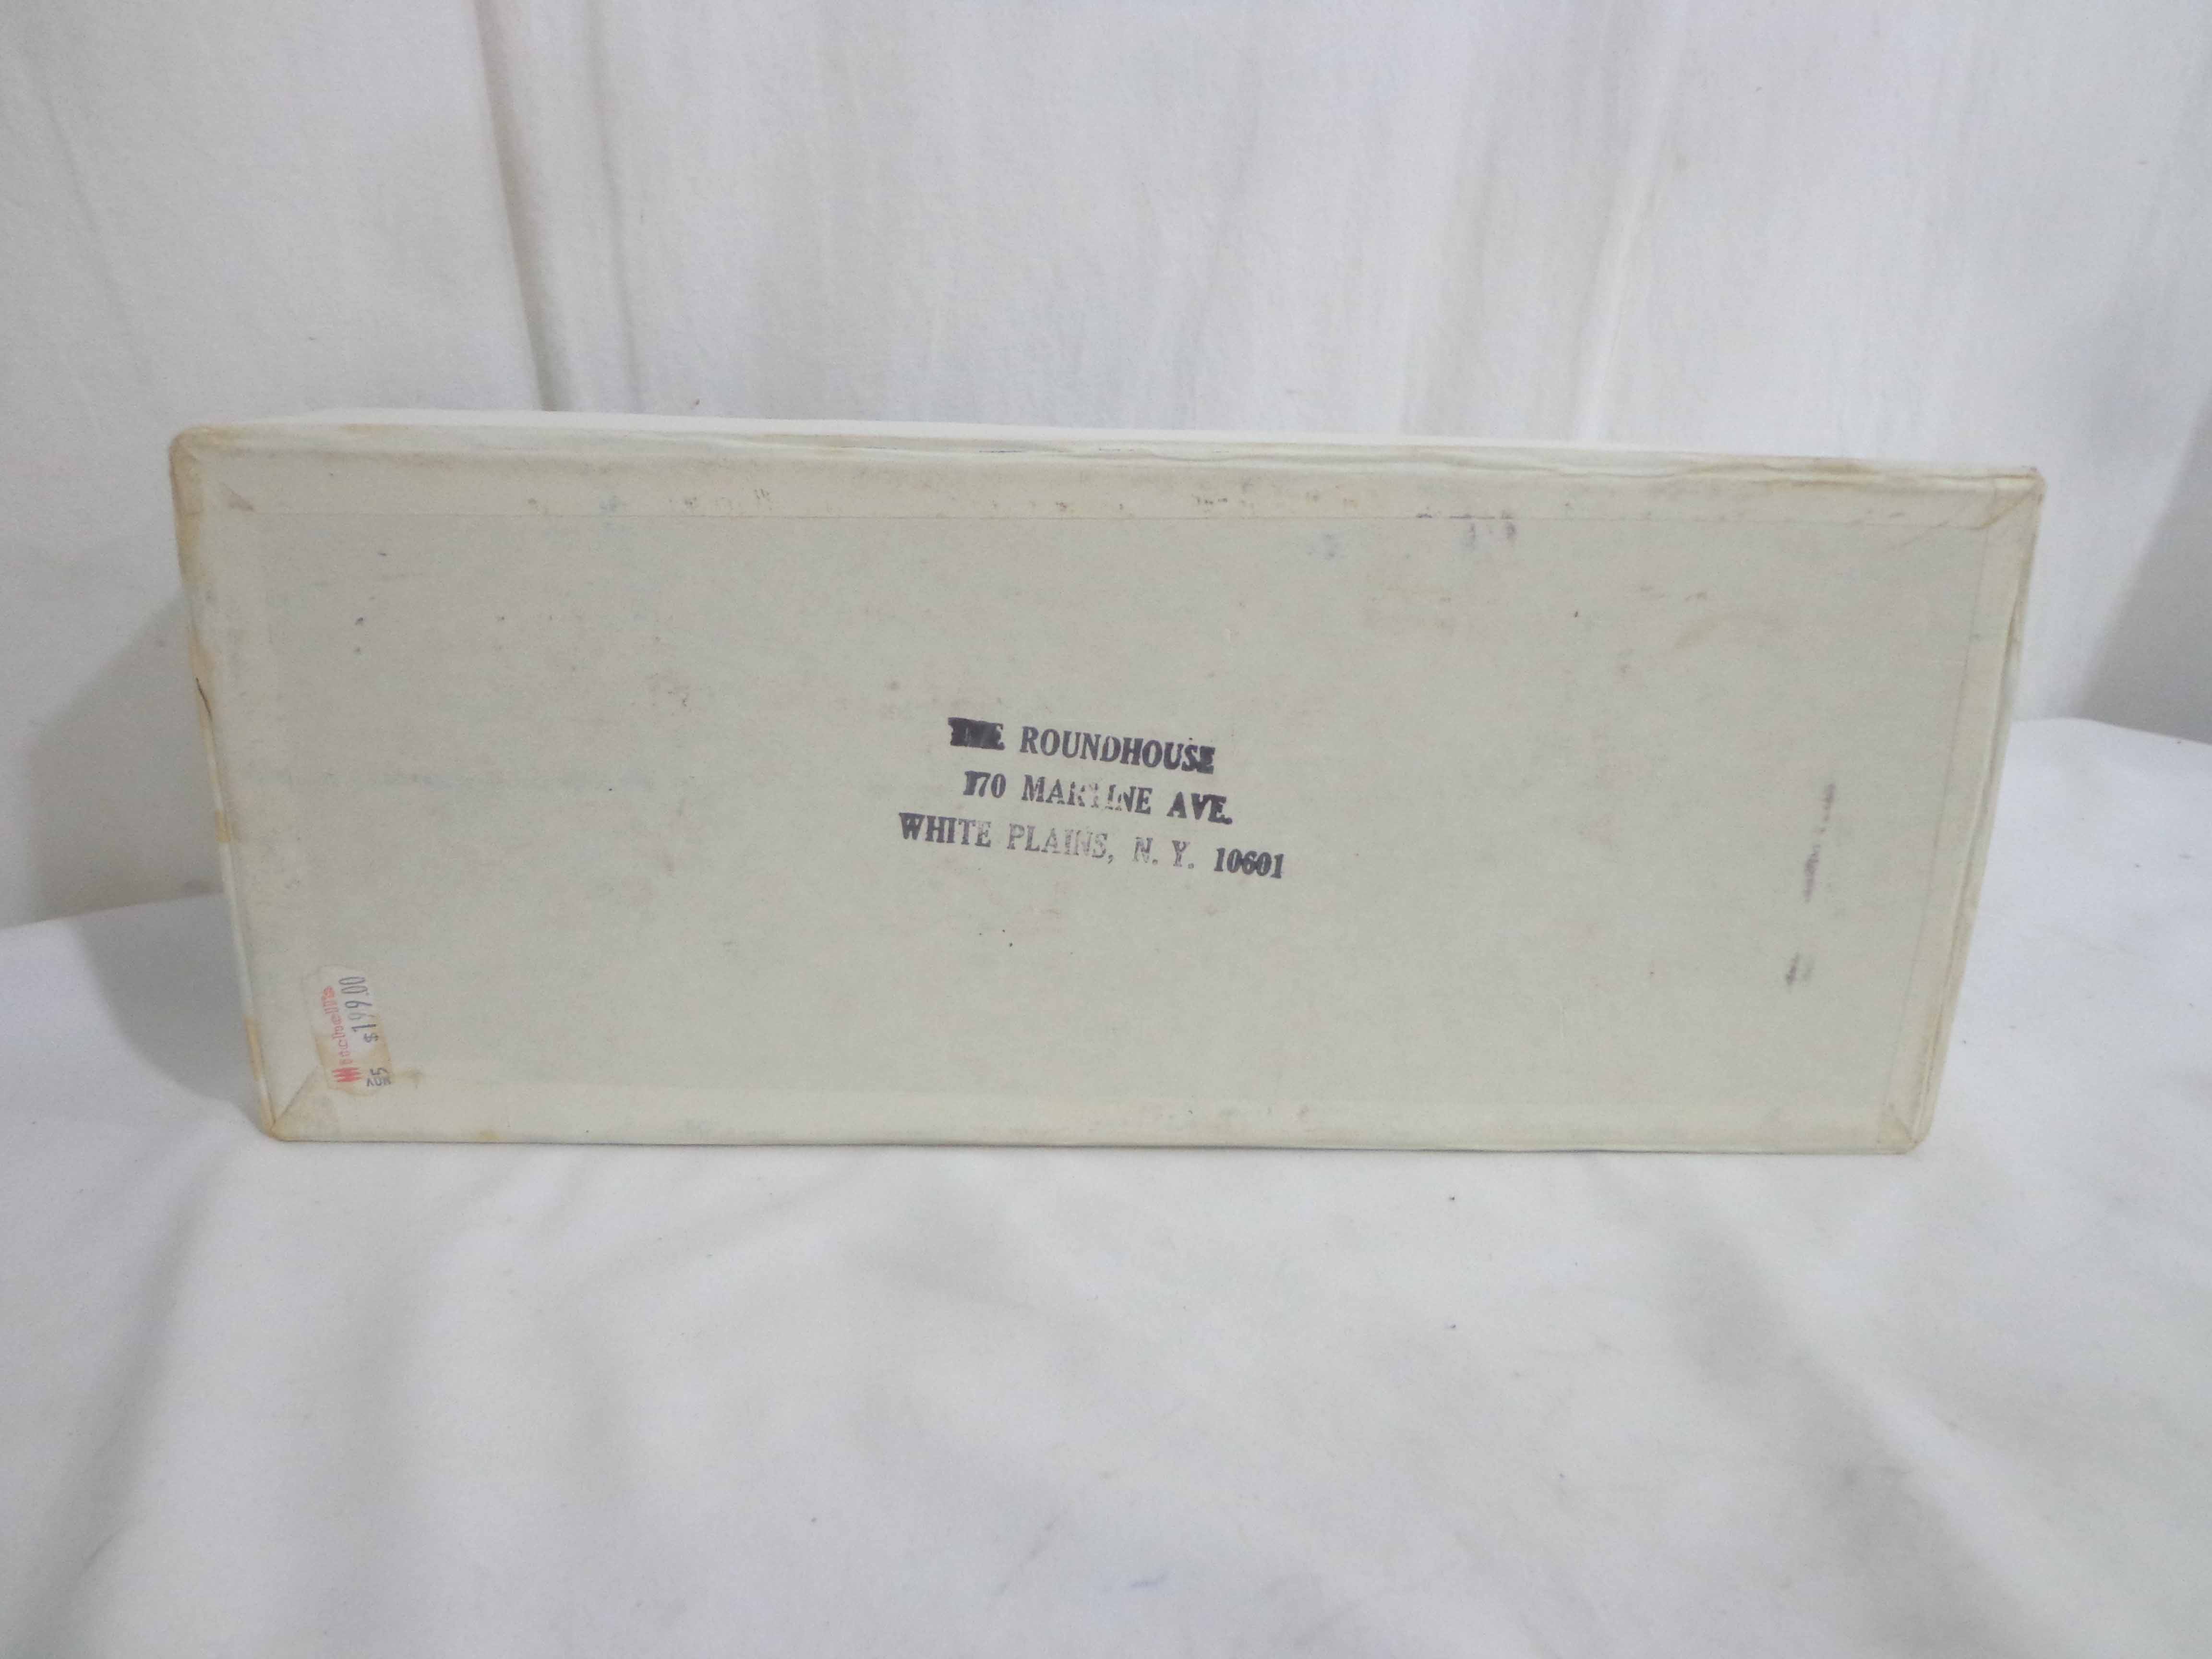 THE ROUNDHOUSE
170 MARTINE AVE.
WHITE PLAINS, N. Y. 10601
$199.00